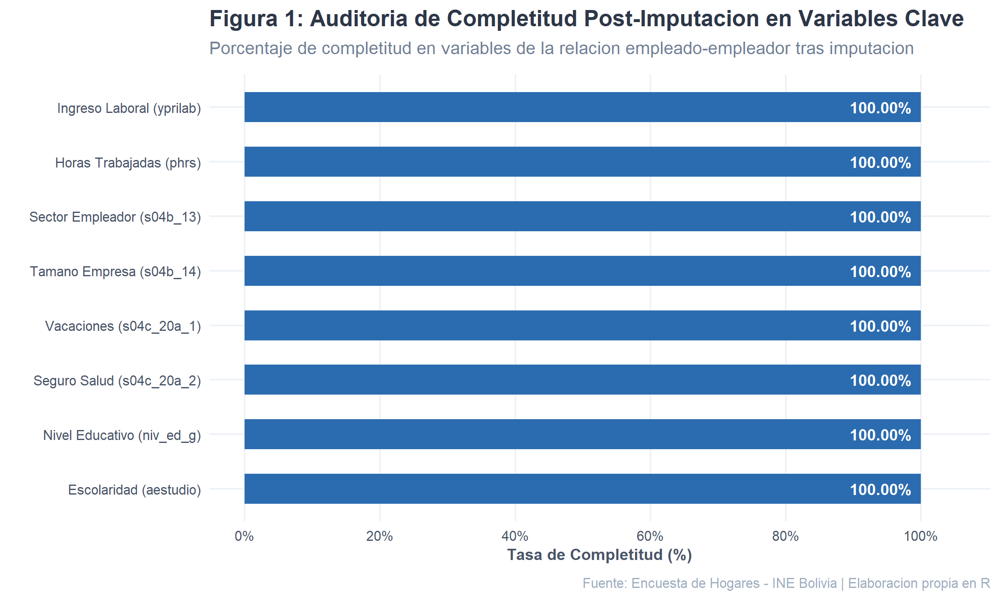 Figura 1: Auditoria de Completitud Post-Imputacion en Variables Clave
Porcentaje de completitud en variables de la relacion empleado-empleador tras imputacion
Ingreso Laboral (yprilab) 100.00%
Horas Trabajadas (phrs) 100.00%
Sector Empleador (s04b_13) 100.00%
Tamano Empresa (s04b_14) 100.00%
Vacaciones (s04c_20a_1) 100.00%
Seguro Salud (s04c_20a_2) 100.00%
Nivel Educativo (niv_ed_g) 100.00%
Escolaridad (aestudio) 100.00%
0% 20% 40% 60% 80% 100%
Tasa de Completitud (%)
Fuente: Encuesta de Hogares - INE Bolivia | Elaboracion propia en R